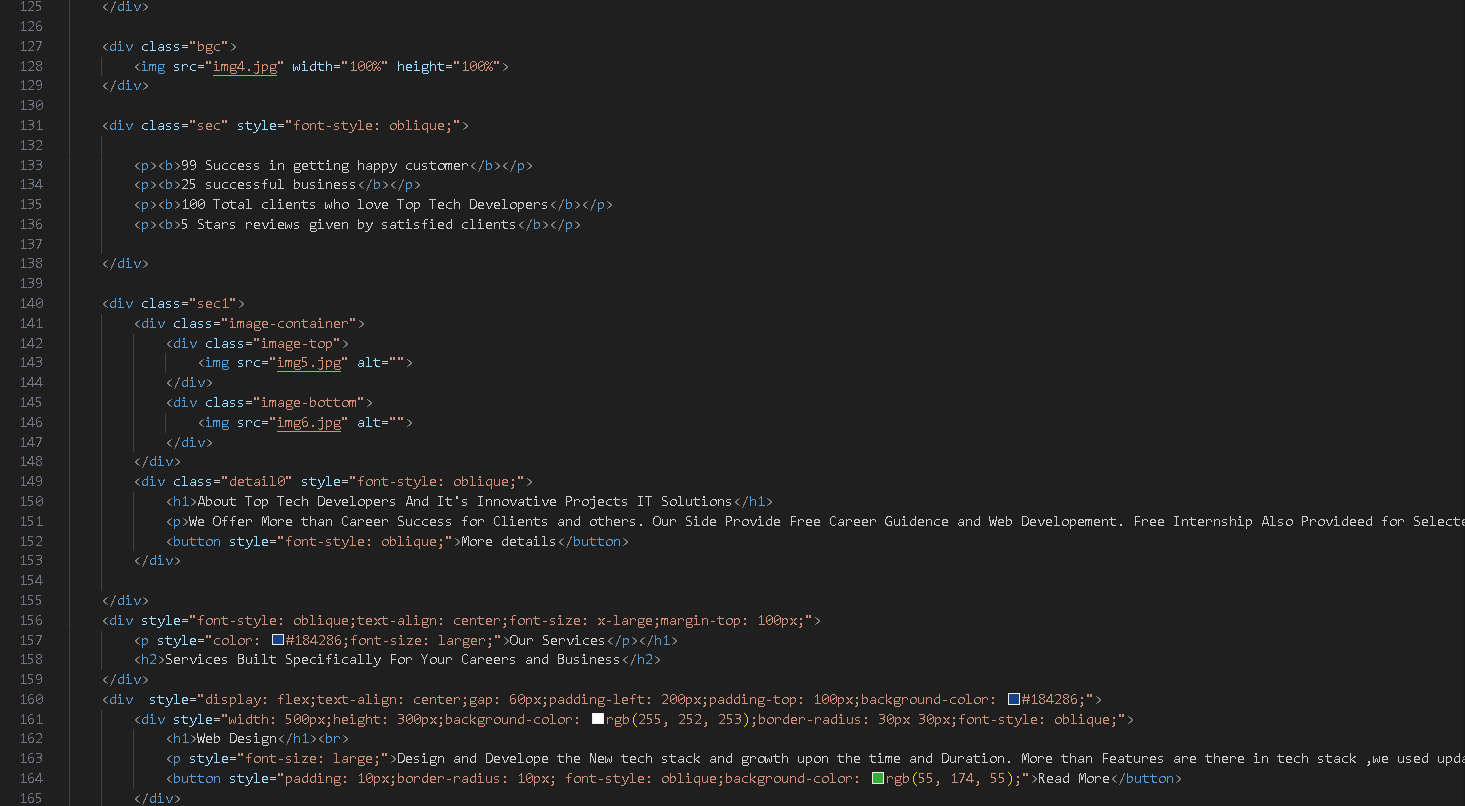 125 </div>
126
127 <div class="bgc">
128 <img src="img4.jpg" width="100%" height="100%">
129 </div>
130
131 <div class="sec" style="font-style: oblique;">
132
133 <p><b>99 Success in getting happy customer</b></p>
134 <p><b>25 successful business</b></p>
135 <p><b>100 Total clients who love Top Tech Developers</b></p>
136 <p><b>5 Stars reviews given by satisfied clients</b></p>
137
138 </div>
139
140 <div class="sec1">
141 <div class="image-container">
142 <div class="image-top">
143 <img src="img5.jpg" alt="">
144 </div>
145 <div class="image-bottom">
146 <img src="img6.jpg" alt="">
147 </div>
148 </div>
149 <div class="detail0" style="font-style: oblique;">
150 <h1>About Top Tech Developers And It's Innovative Projects IT Solutions</h1>
151 <p>We Offer More than Career Success for Clients and others. Our Side Provide Free Career Guidence and Web Developement. Free Internship Also Provideed for Selecte
152 <button style="font-style: oblique;">More details</button>
153 </div>
154
155 </div>
156 <div style="font-style: oblique;text-align: center;font-size: x-large;margin-top: 100px;">
157 <p style="color: #184286;font-size: larger;">Our Services</p></h1>
158 <h2>Services Built Specifically For Your Careers and Business</h2>
159 </div>
160 <div  style="display: flex;text-align: center;gap: 60px;padding-left: 200px;padding-top: 100px;background-color: #184286;">
161 <div style="width: 500px;height: 300px;background-color: rgb(255, 252, 253);border-radius: 30px 30px;font-style: oblique;">
162 <h1>Web Design</h1><br>
163 <p style="font-size: large;">Design and Develope the New tech stack and growth upon the time and Duration. More than Features are there in tech stack ,we used upda
164 <button style="padding: 10px;border-radius: 10px; font-style: oblique;background-color: rgb(55, 174, 55);">Read More</button>
165 </div>